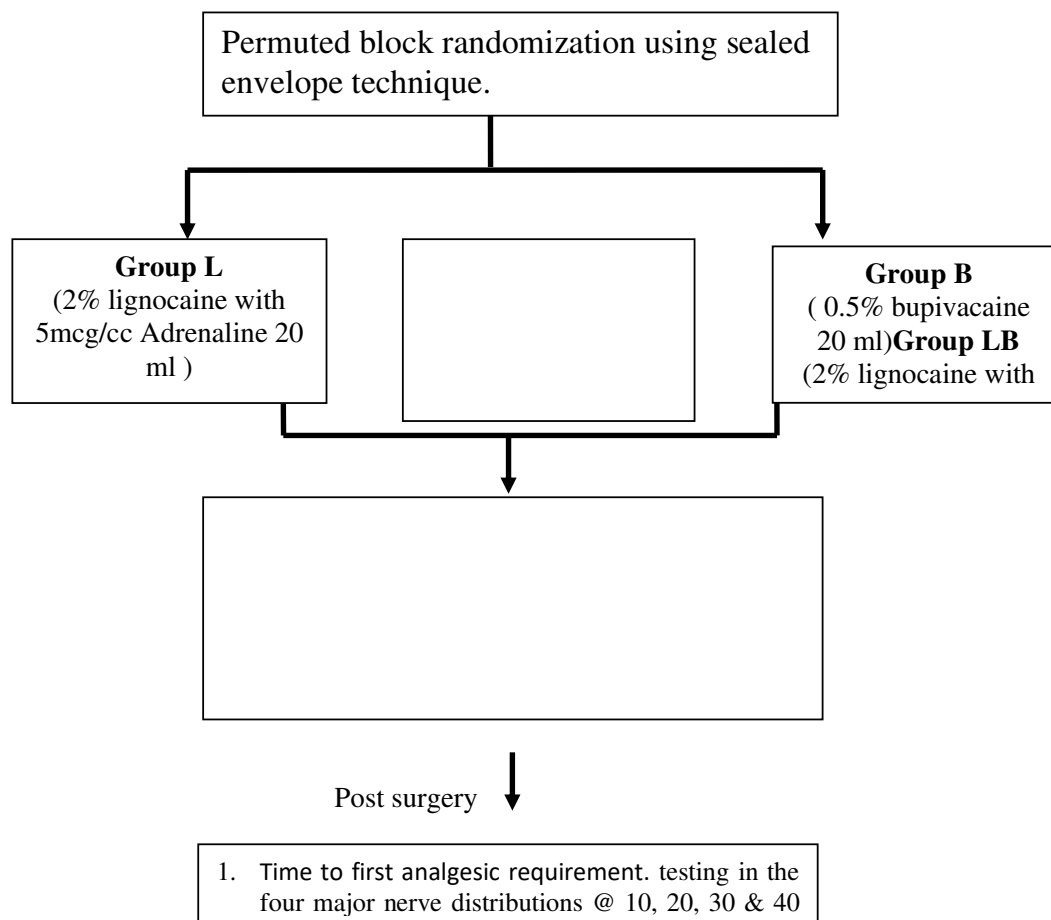 Permuted block randomization using sealed
envelope technique.
Group L
(2% lignocaine with
5mcg/cc Adrenaline 20
ml )
Group B
( 0.5% bupivacaine
20 ml)Group LB
(2% lignocaine with
Post surgery
1. Time to first analgesic requirement. testing in the
four major nerve distributions @ 10, 20, 30 & 40